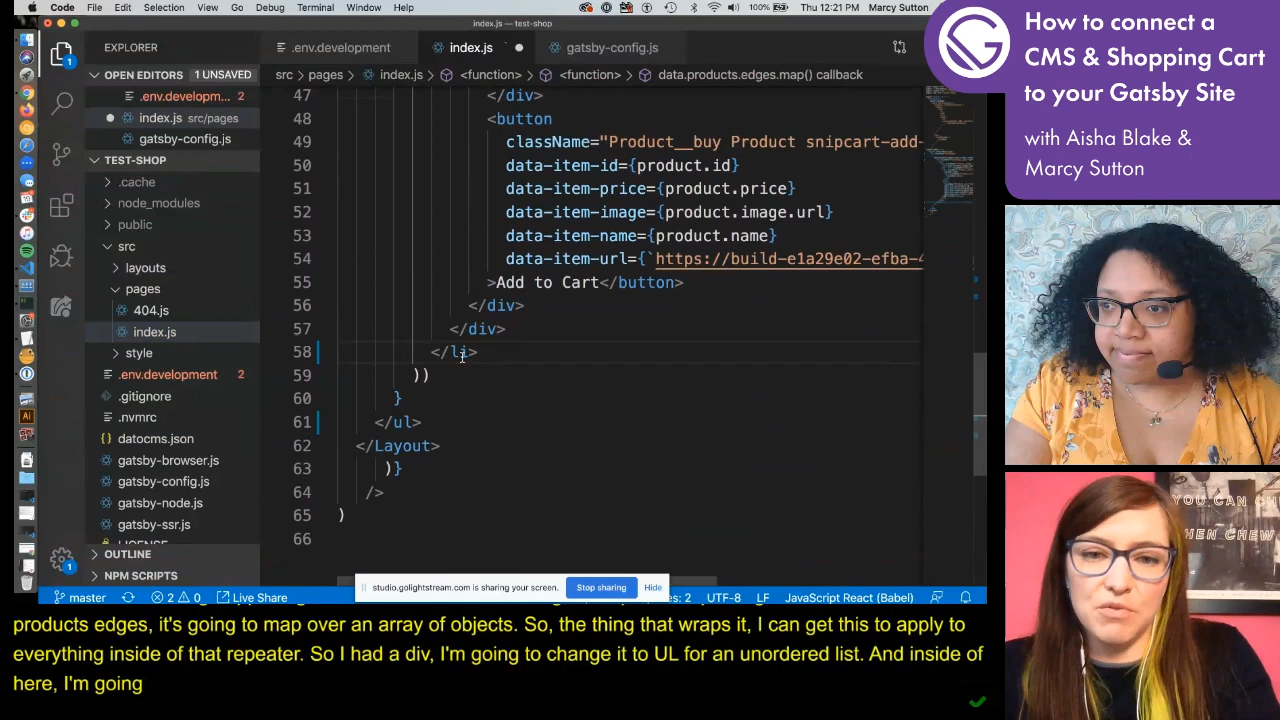 Code File Edit Selection View Go Debug Terminal Window Help 100% Thu 12:21 PM Marcy Sutton
index.js — test-shop
EXPLORER
.env.development
index.js
gatsby-config.js
OPEN EDITORS 1 UNSAVED
src > pages > index.js > <function> > <function> > data.products.edges.map() callback
1
.env.developm... 2
index.js src/pages
gatsby-config.js
TEST-SHOP
.cache
node_modules
public
src
layouts
pages
404.js
index.js
style
.env.development 2
.gitignore
.nvmrc
datocms.json
gatsby-browser.js
gatsby-config.js
gatsby-node.js
gatsby-ssr.js
OUTLINE
NPM SCRIPTS
1
47 </div>
48 <button
49 className="Product__buy Product snipcart-add-
50 data-item-id={product.id}
51 data-item-price={product.price}
52 data-item-image={product.image.url}
53 data-item-name={product.name}
54 data-item-url={`https://build-e1a29e02-efba-4
55 >Add to Cart</button>
56 </div>
57 </div>
58 </li>
59 ))
60 }
61 </ul>
62 </Layout>
63 )}
64 />
65 )
66
studio.golightstream.com is sharing your screen. Stop sharing Hide
master 2 0 Live Share
UTF-8 LF JavaScript React (Babel)
products edges, it's going to map over an array of objects. So, the thing that wraps it, I can get this to apply to
everything inside of that repeater. So I had a div, I'm going to change it to UL for an unordered list. And inside of
here, I'm going
How to connect a
CMS & Shopping Cart
to your Gatsby Site
with Aisha Blake &
Marcy Sutton
YOU CAN
HEN CHEW